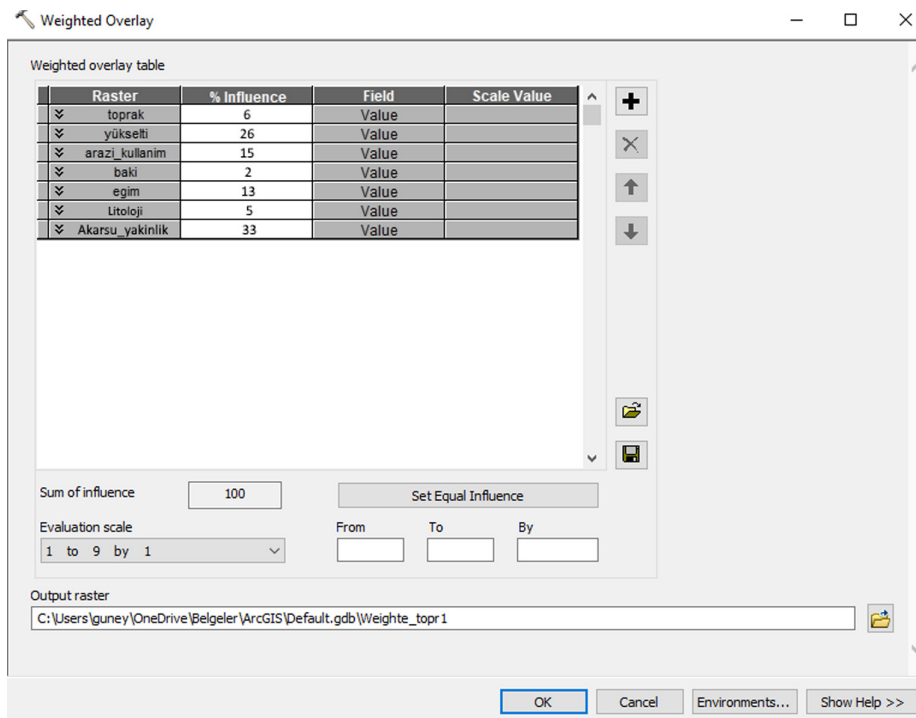 Weighted Overlay
Weighted overlay table
Raster % Influence Field Scale Value
toprak 6 Value
yükselti 26 Value
arazi_kullanim 15 Value
baki 2 Value
egim 13 Value
Litoloji 5 Value
Akarsu_yakinlik 33 Value
Sum of influence 100 Set Equal Influence
Evaluation scale From To By
1 to 9 by 1
Output raster
C:\Users\guney\OneDrive\Belgeler\ArcGIS\Default.gdb\Weighte_topr1
OK Cancel Environments... Show Help >>